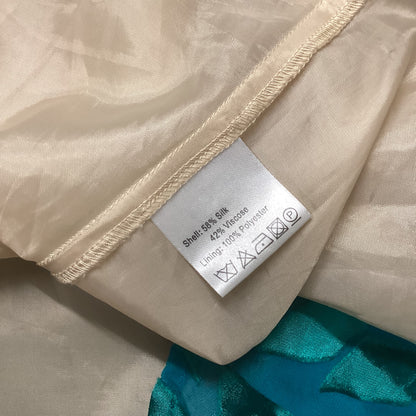 Shell: 58% Silk
42% Viscose
Lining: 100% Polyester